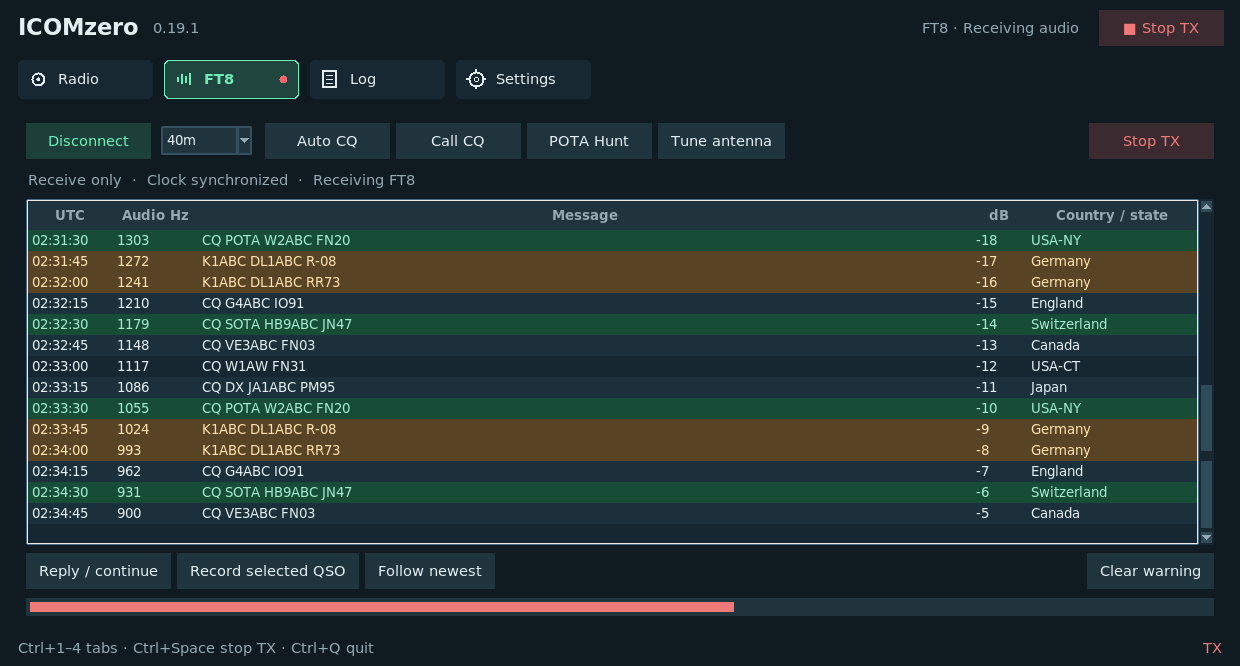 ICOMzero 0.19.1 FT8 · Receiving audio Stop TX
Radio FT8 Log Settings
Disconnect 40m Auto CQ Call CQ POTA Hunt Tune antenna Stop TX
Receive only · Clock synchronized · Receiving FT8
UTC Audio Hz Message dB Country / state
02:31:30 1303 CQ POTA W2ABC FN20 -18 USA-NY
02:31:45 1272 K1ABC DL1ABC R-08 -17 Germany
02:32:00 1241 K1ABC DL1ABC RR73 -16 Germany
02:32:15 1210 CQ G4ABC IO91 -15 England
02:32:30 1179 CQ SOTA HB9ABC JN47 -14 Switzerland
02:32:45 1148 CQ VE3ABC FN03 -13 Canada
02:33:00 1117 CQ W1AW FN31 -12 USA-CT
02:33:15 1086 CQ DX JA1ABC PM95 -11 Japan
02:33:30 1055 CQ POTA W2ABC FN20 -10 USA-NY
02:33:45 1024 K1ABC DL1ABC R-08 -9 Germany
02:34:00 993 K1ABC DL1ABC RR73 -8 Germany
02:34:15 962 CQ G4ABC IO91 -7 England
02:34:30 931 CQ SOTA HB9ABC JN47 -6 Switzerland
02:34:45 900 CQ VE3ABC FN03 -5 Canada
Reply / continue Record selected QSO Follow newest Clear warning
Ctrl+1–4 tabs · Ctrl+Space stop TX · Ctrl+Q quit TX